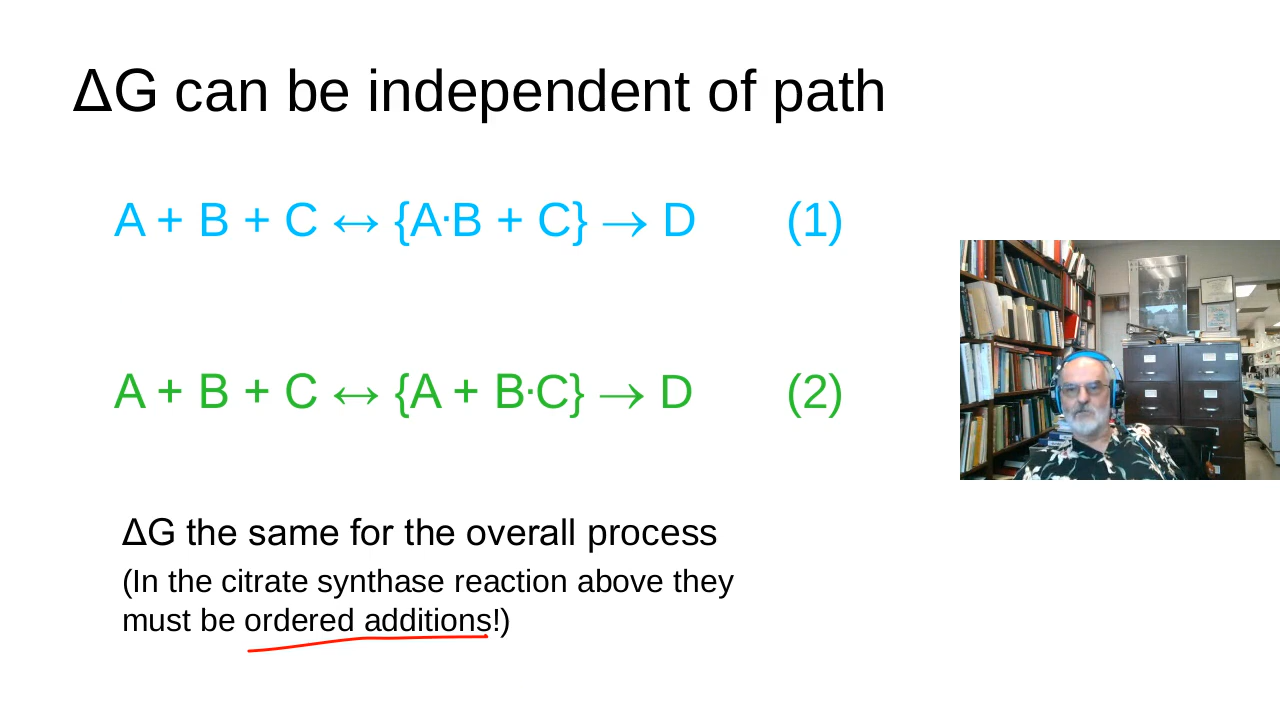 ΔG can be independent of path
A + B + C ↔ {A·B + C} → D (1)
A + B + C ↔ {A + B·C} → D (2)
ΔG the same for the overall process
(In the citrate synthase reaction above they
must be ordered additions!)